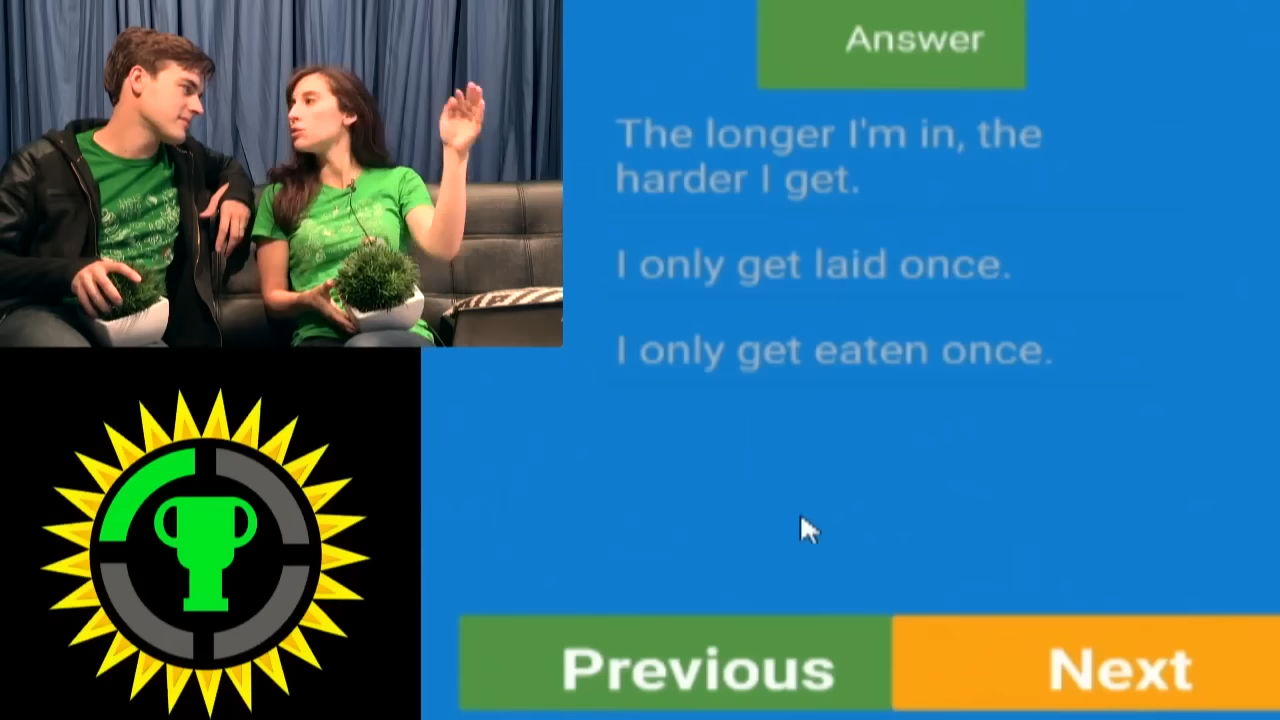 Answer
The longer I'm in, the
harder I get.
I only get laid once.
I only get eaten once.
Previous
Next